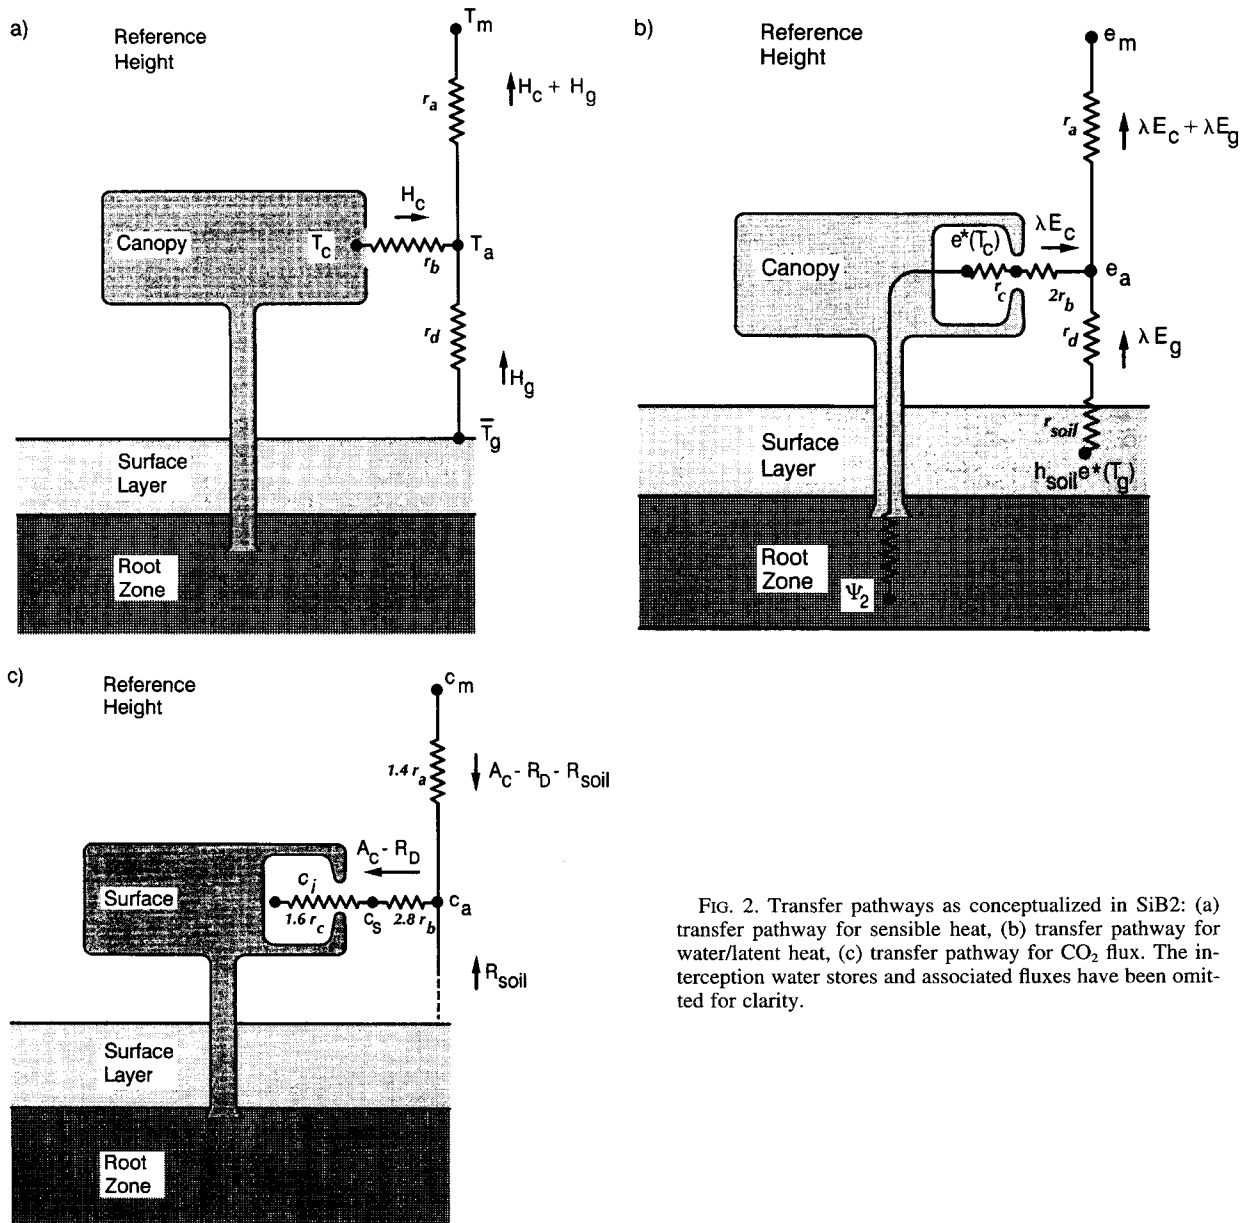 a)
Reference
Height
T_m
r_a
H_c + H_g
H_c
Canopy
T̅_c
r_b
T_a
r_d
H_g
T̅_g
Surface
Layer
Root
Zone
b)
Reference
Height
e_m
r_a
λE_c + λE_g
λE_c
e*(T_c)
Canopy
e_a
r_c
2r_b
r_d
λE_g
r_soil
Surface
Layer
h_soil e*(T_g)
Root
Zone
Ψ_2
c)
Reference
Height
c_m
1.4 r_a
A_c - R_D - R_soil
A_c - R_D
c_i
Surface
c_a
1.6 r_c
c_s
2.8 r_b
R_soil
Surface
Layer
Root
Zone
FIG. 2. Transfer pathways as conceptualized in SiB2: (a)
transfer pathway for sensible heat, (b) transfer pathway for
water/latent heat, (c) transfer pathway for CO₂ flux. The in-
terception water stores and associated fluxes have been omit-
ted for clarity.